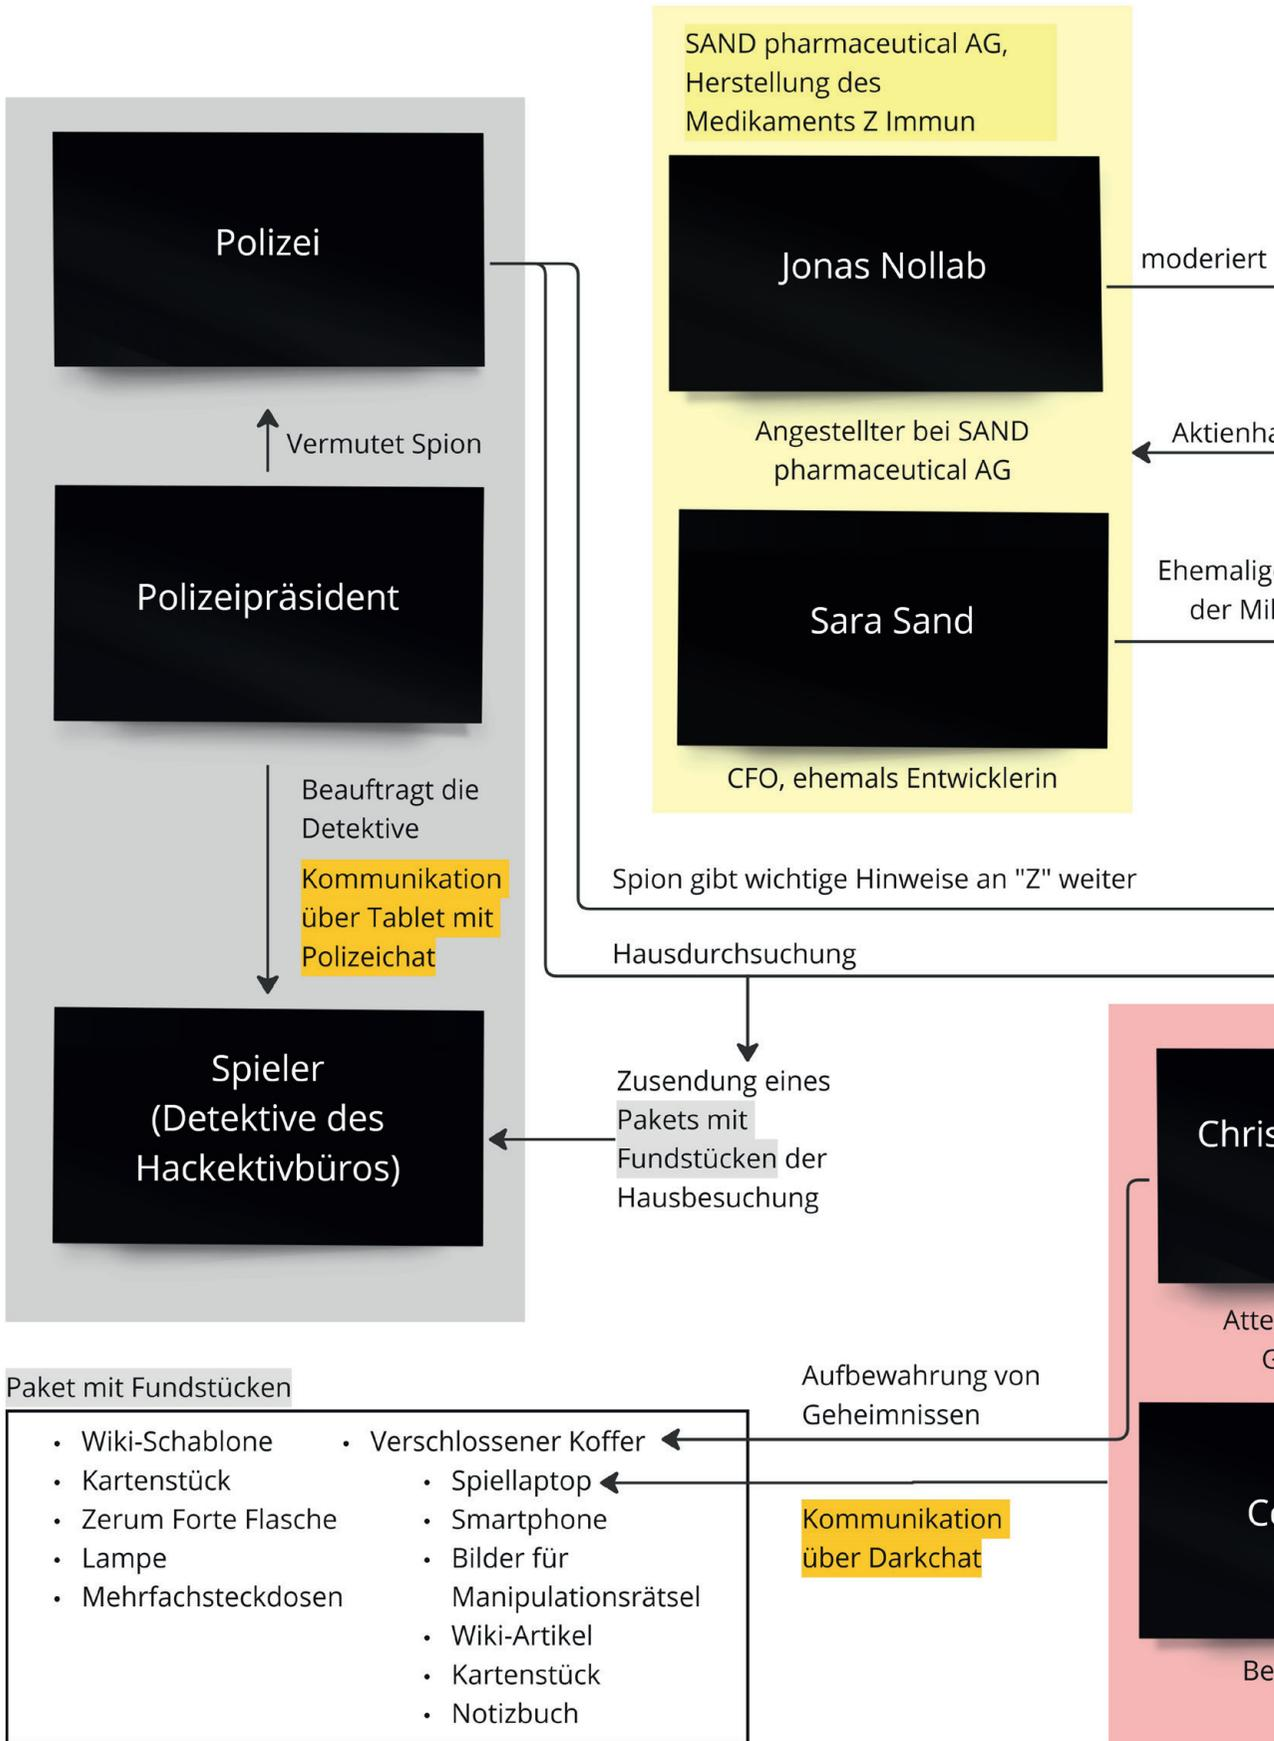 SAND pharmaceutical AG,
Herstellung des
Medikaments Z Immun
Polizei
Jonas Nollab
moderiert
Vermutet Spion
Angestellter bei SAND
pharmaceutical AG
Polizeipräsident
Sara Sand
der
CFO, ehemals Entwicklerin
Beauftragt die
Detektive
Kommunikation
über Tablet mit
Polizeichat
Spion gibt wichtige Hinweise an "Z" weiter
Hausdurchsuchung
Spieler
(Detektive des
Hackektivbüros)
Zusendung eines
Pakets mit
Fundstücken der
Hausbesuchung
Paket mit Fundstücken
• Wiki-Schablone
• Kartenstück
• Zerum Forte Flasche
• Lampe
• Mehrfachsteckdosen
• Verschlossener Koffer
• Spiellaptop
• Smartphone
• Bilder für
Manipulationsrätsel
• Wiki-Artikel
• Kartenstück
• Notizbuch
Aufbewahrung von
Geheimnissen
Kommunikation
über Darkchat